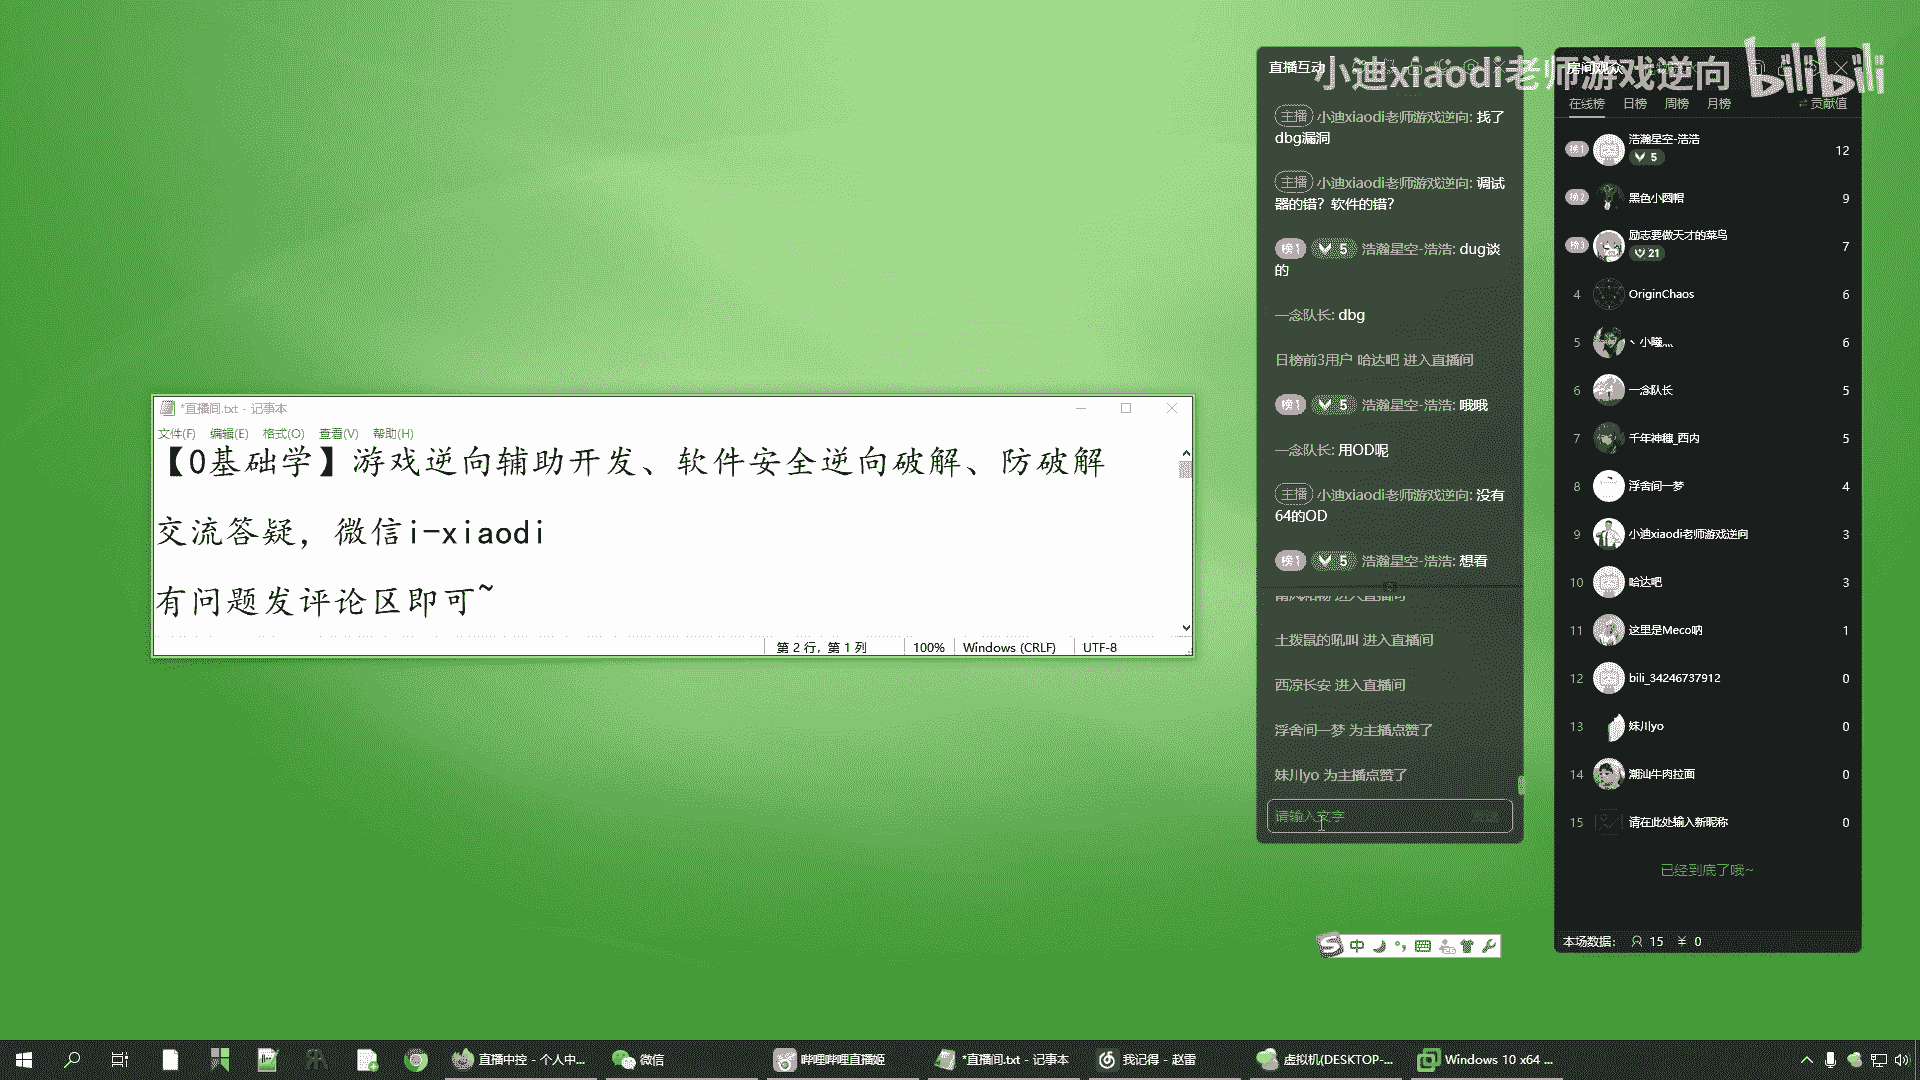 小迪xiaodi老师游戏逆向
bilibili
直播互动
主播 小迪xiaodi老师游戏逆向: 找了
dbg漏洞
主播 小迪xiaodi老师游戏逆向: 调试
器的错？软件的错？
榜1 5 浩瀚星空-浩浩: dug谈
的
一念队长: dbg
日榜前3用户 哈达吧 进入直播间
榜1 5 浩瀚星空-浩浩: 哦哦
一念队长: 用OD呢
主播 小迪xiaodi老师游戏逆向: 没有
64的OD
榜1 5 浩瀚星空-浩浩: 想看
进入直播间
土拨鼠的吼叫 进入直播间
西凉长安 进入直播间
浮舍间一梦 为主播点赞了
妹川yo 为主播点赞了
请输入文字
房间观众
在线榜 日榜 周榜 月榜 贡献值
榜1 浩瀚星空-浩浩 12
5
榜2 黑色小圆帽 9
榜3 励志要做天才的菜鸟 7
21
4 OriginChaos 6
5 丶小曦灬 6
6 一念队长 5
7 5
8 浮舍间一梦 4
9 小迪xiaodi老师游戏逆向 3
10 哈达吧 3
11 这里是Meco呐 1
12 bili_34246737912 0
13 妹川yo 0
14 潮汕牛肉拉面 0
15 请在此处输入新昵称 0
已经到底了哦~
本场数据: 15 ¥ 0
*直播间.txt - 记事本
文件(F) 编辑(E) 格式(O) 查看(V) 帮助(H)
【0基础学】游戏逆向辅助开发、软件安全逆向破解、防破解
交流答疑，微信i-xiaodi
有问题发评论区即可~
第 2 行，第 1 列 100% Windows (CRLF) UTF-8
中
直播中控 - 个人中... 微信 哔哩哔哩直播姬 *直播间.txt - 记事本 我记得 - 赵雷 虚拟机(DESKTOP-... Windows 10 x64 ...